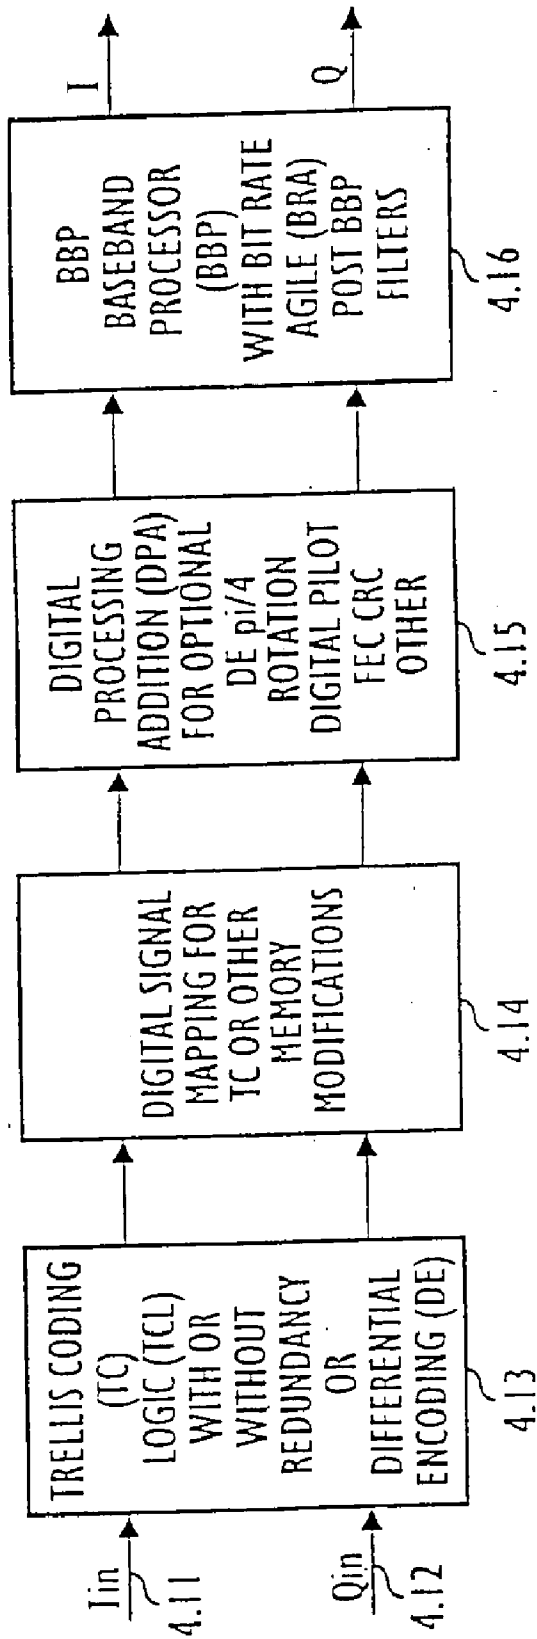 Iin
4.11
Qin
4.12
TRELLIS CODING
(TC)
LOGIC (TCL)
WITH OR
WITHOUT
REDUNDANCY
OR
DIFFERENTIAL
ENCODING (DE)
4.13
DIGITAL SIGNAL
MAPPING FOR
TC OR OTHER
MEMORY
MODIFICATIONS
4.14
DIGITAL
PROCESSING
ADDITION (DPA)
FOR OPTIONAL
DE pi/4
ROTATION
DIGITAL PILOT
FEC CRC
OTHER
4.15
BBP
BASEBAND
PROCESSOR
(BBP)
WITH BIT RATE
AGILE (BRA)
POST BBP
FILTERS
4.16
I
Q